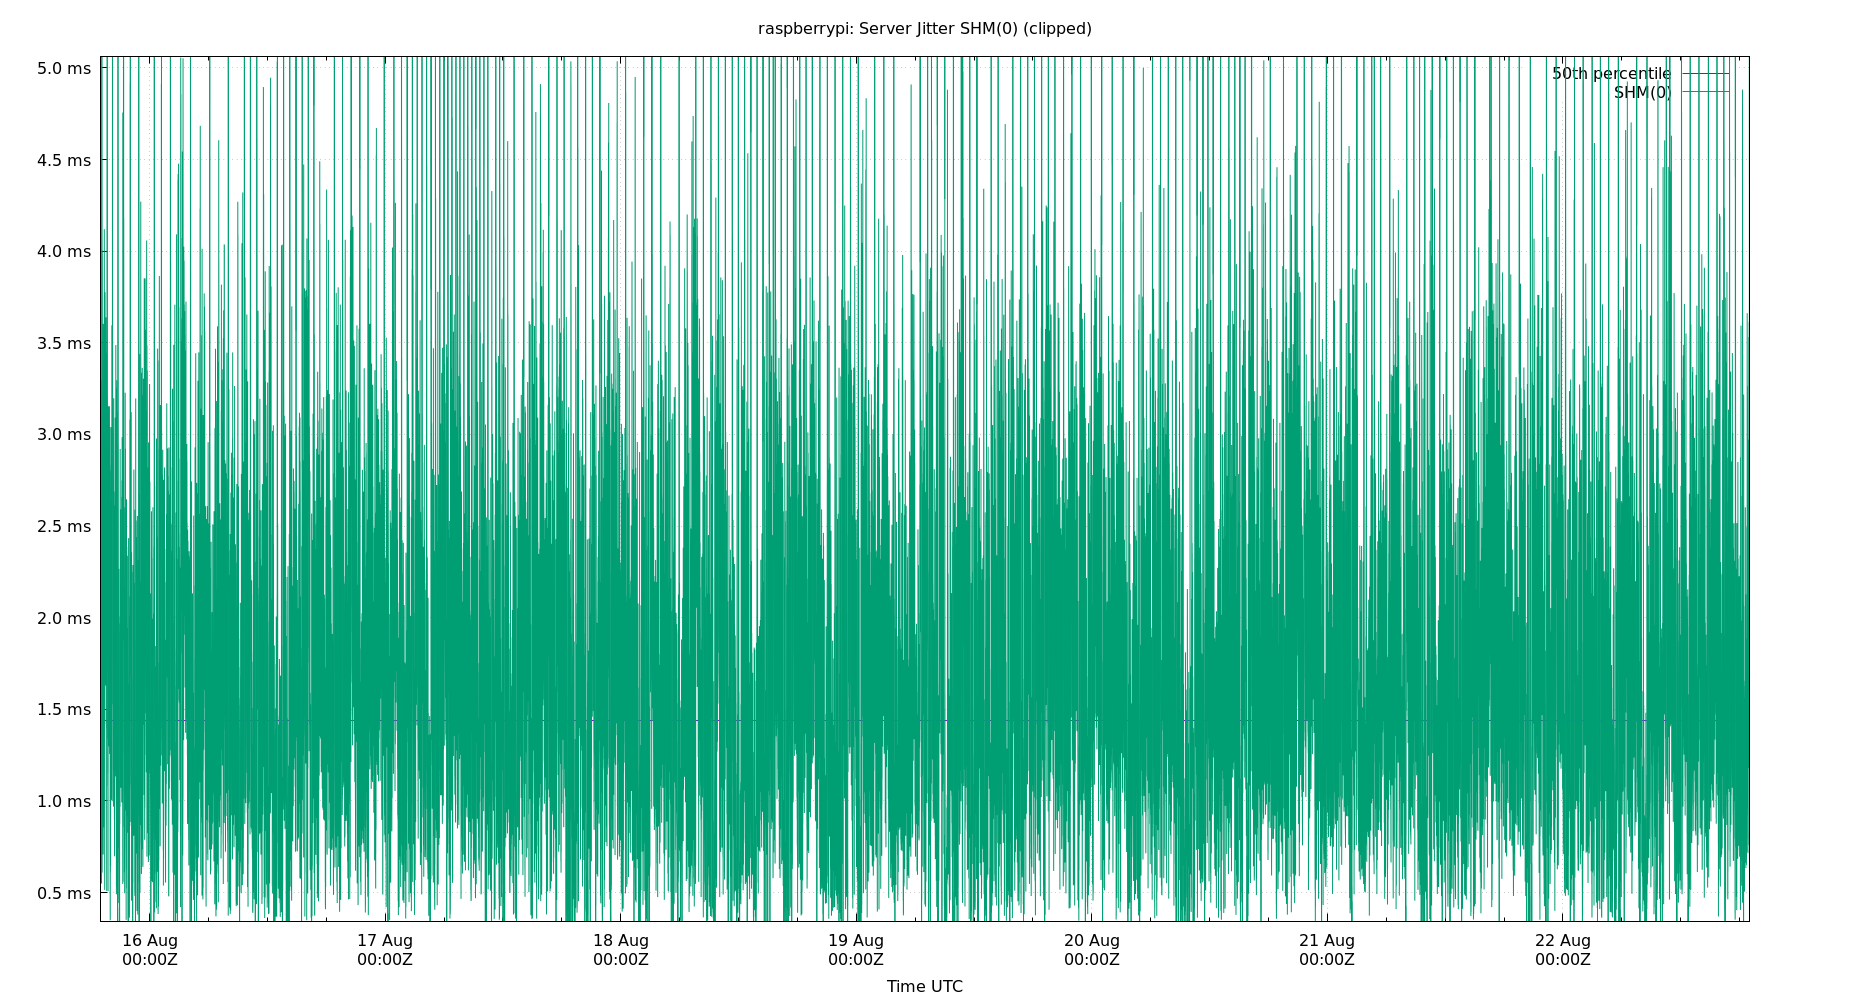 raspberrypi: Server Jitter SHM(0) (clipped)
50th percentile
SHM(0)
5.0 ms
4.5 ms
4.0 ms
3.5 ms
3.0 ms
2.5 ms
2.0 ms
1.5 ms
1.0 ms
0.5 ms
16 Aug 17 Aug 18 Aug 19 Aug 20 Aug 21 Aug 22 Aug
00:00Z 00:00Z 00:00Z 00:00Z 00:00Z 00:00Z 00:00Z
Time UTC